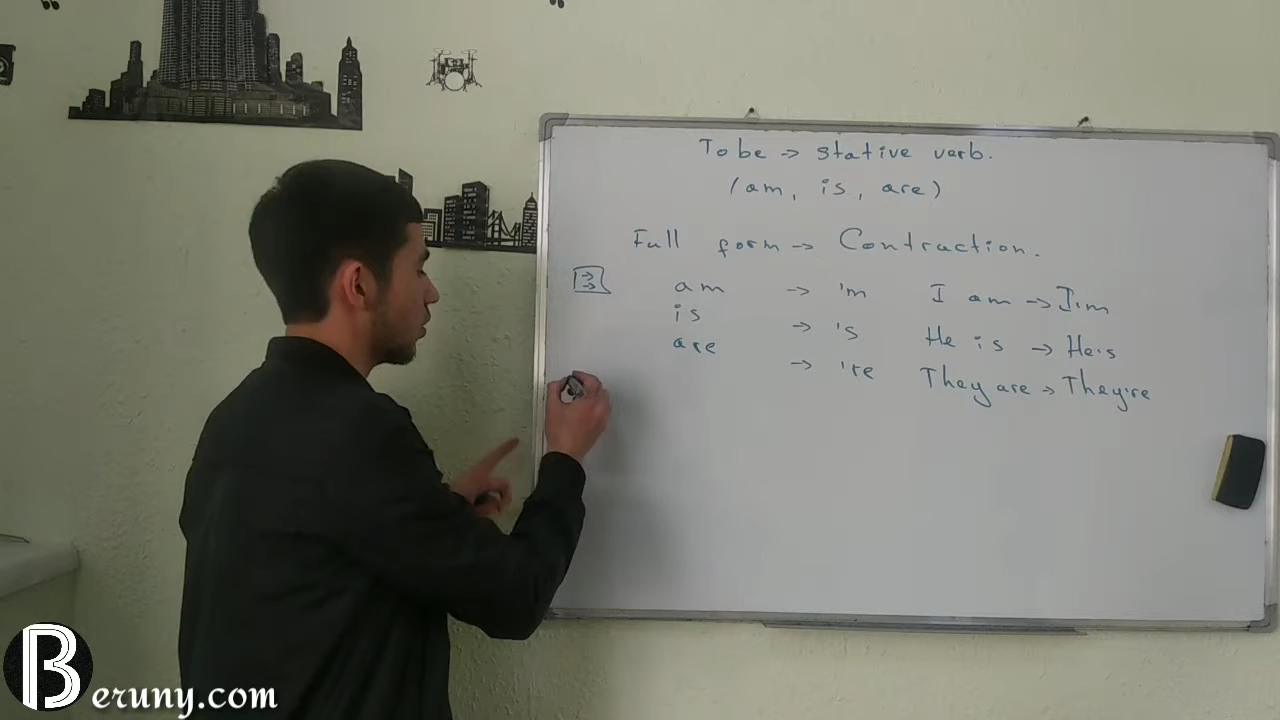 To be → stative verb.
(am, is, are)
Full form → Contraction.
am → 'm I am → I'm
is → 's He is → He's
are → 're They are → They're
Beruny.com